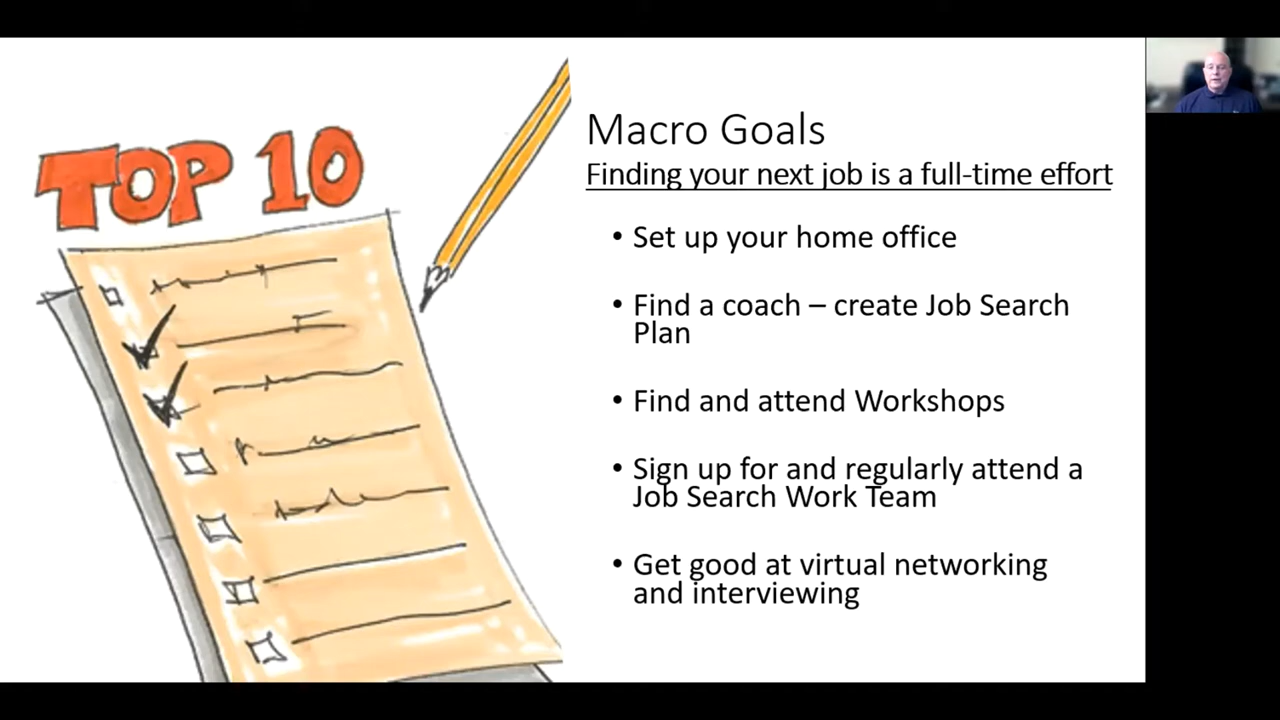 TOP 10
Macro Goals
Finding your next job is a full-time effort
• Set up your home office
• Find a coach – create Job Search
Plan
• Find and attend Workshops
• Sign up for and regularly attend a
Job Search Work Team
• Get good at virtual networking
and interviewing